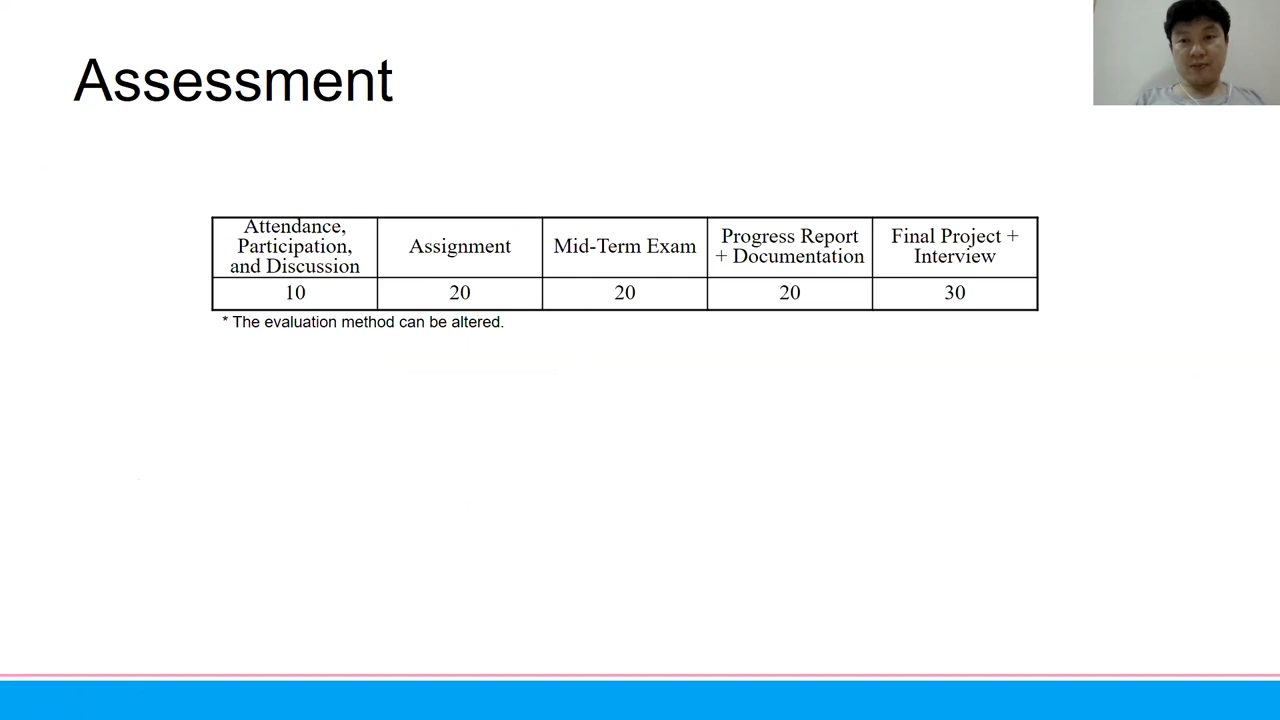 Assessment
Attendance,
Participation,
and Discussion
Assignment
Mid-Term Exam
Progress Report
+ Documentation
Final Project +
Interview
10
20
20
20
30
* The evaluation method can be altered.